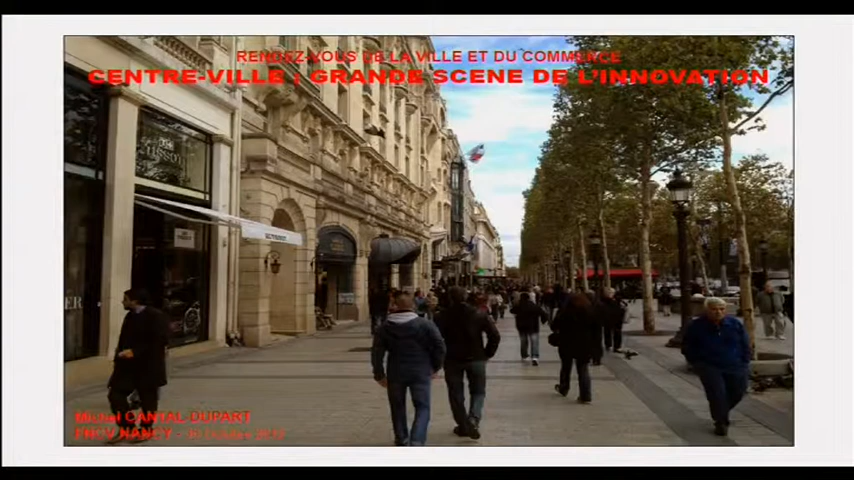 RENDEZ-VOUS DE LA VILLE ET DU COMMERCE
CENTRE-VILLE : GRANDE SCENE DE L'INNOVATION
TISSOT
Michel CANTAL-DUPART
FNCV NANCY -